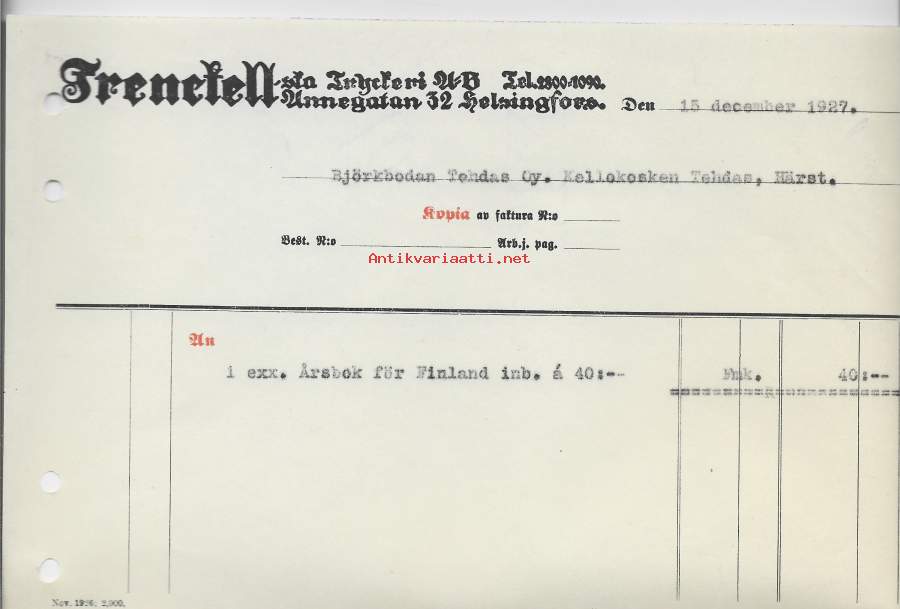 Frenckell-ska Tryckeri A-B Tel. 2800-1090.
Annegatan 32 Helsingfors. Den 15 december 1927.
Björkbodan Tehdas Oy. Kellokosken Tehdas, Härst.
Kopia av faktura N:o
Best. N:o Arb.j. pag.
Antikvariaatti.net
An
1 exx. Årsbok för Finland inb. á 40:-- Fmk. 40:--
Nov. 1926; 2,000.